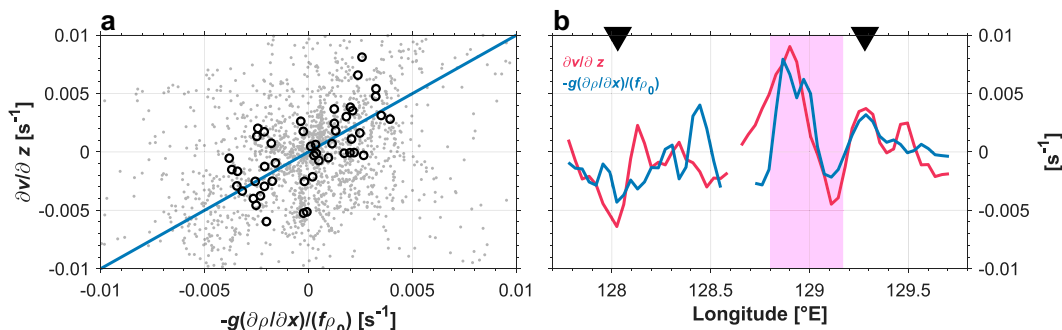 a
0.01
0.005
0
-0.005
-0.01
∂v/∂ z [s⁻¹]
-0.01 -0.005 0 0.005 0.01
-g(∂ρ/∂x)/(fρ₀) [s⁻¹]
b
∂v/∂ z
-g(∂ρ/∂x)/(fρ₀)
0.01
0.005
0
-0.005
-0.01
[s⁻¹]
128 128.5 129 129.5
Longitude [°E]